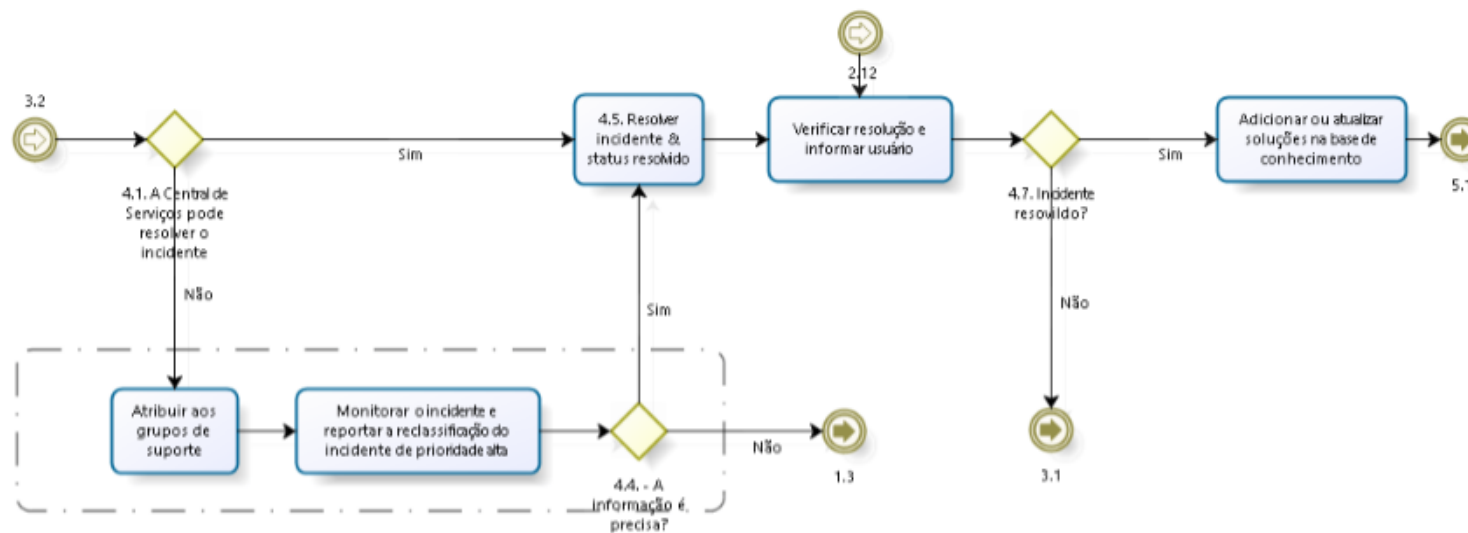 3.2
4.1. A Central de
Serviços pode
resolver o
incidente
Sim
Não
4.5. Resolver
incidente &
status resolvido
2.12
Verificar resolução e
informar usuário
4.7. Incidente
resovildo?
Sim
Não
Adicionar ou atualizar
soluções na base de
conhecimento
5.1
Atribuir aos
grupos de
suporte
Monitorar o incidente e
reportar a reclassificação do
incidente de prioridade alta
Sim
4.4. - A
informação é
precisa?
Não
1.3
3.1